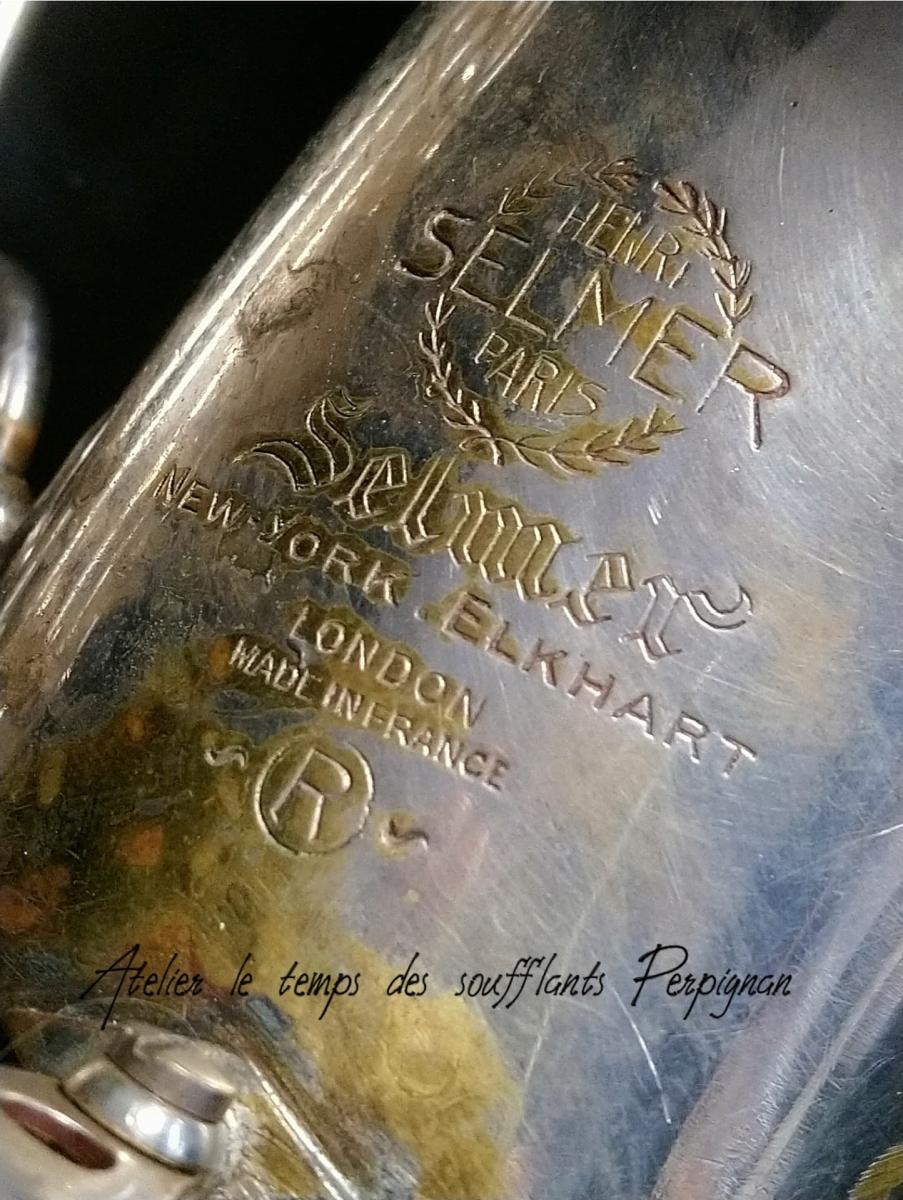 HENRI
SELMER
PARIS
Selmer
NEW-YORK ELKHART
LONDON
MADE IN FRANCE
~ Ⓡ ~
Atelier le temps des soufflants Perpignan